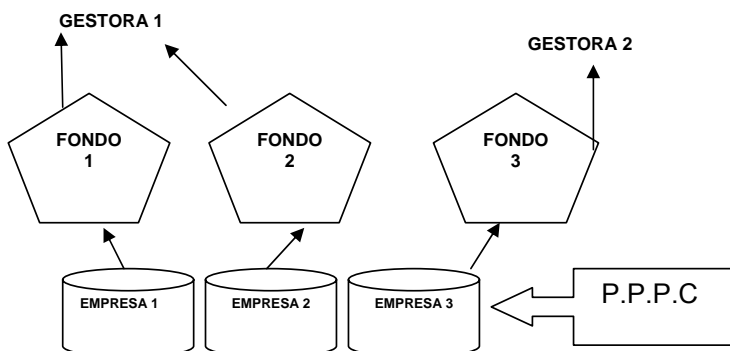 GESTORA 1
GESTORA 2
FONDO
1
FONDO
2
FONDO
3
EMPRESA 1
EMPRESA 2
EMPRESA 3
P.P.P.C